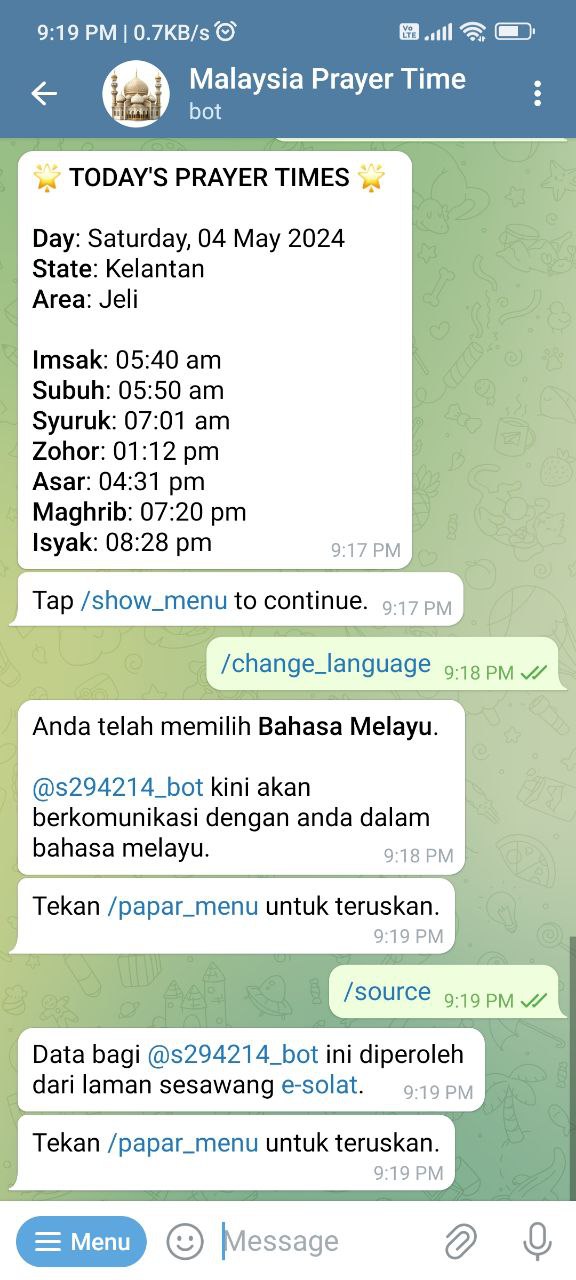 9:19 PM | 0.7KB/s
Vo LTE
Malaysia Prayer Time
bot
🌟 TODAY'S PRAYER TIMES 🌟
Day: Saturday, 04 May 2024
State: Kelantan
Area: Jeli
Imsak: 05:40 am
Subuh: 05:50 am
Syuruk: 07:01 am
Zohor: 01:12 pm
Asar: 04:31 pm
Maghrib: 07:20 pm
Isyak: 08:28 pm
9:17 PM
Tap /show_menu to continue. 9:17 PM
/change_language 9:18 PM
Anda telah memilih Bahasa Melayu.
@s294214_bot kini akan
berkomunikasi dengan anda dalam
bahasa melayu. 9:18 PM
Tekan /papar_menu untuk teruskan.
9:19 PM
/source 9:19 PM
Data bagi @s294214_bot ini diperoleh
dari laman sesawang e-solat. 9:19 PM
Tekan /papar_menu untuk teruskan.
9:19 PM
Menu
Message